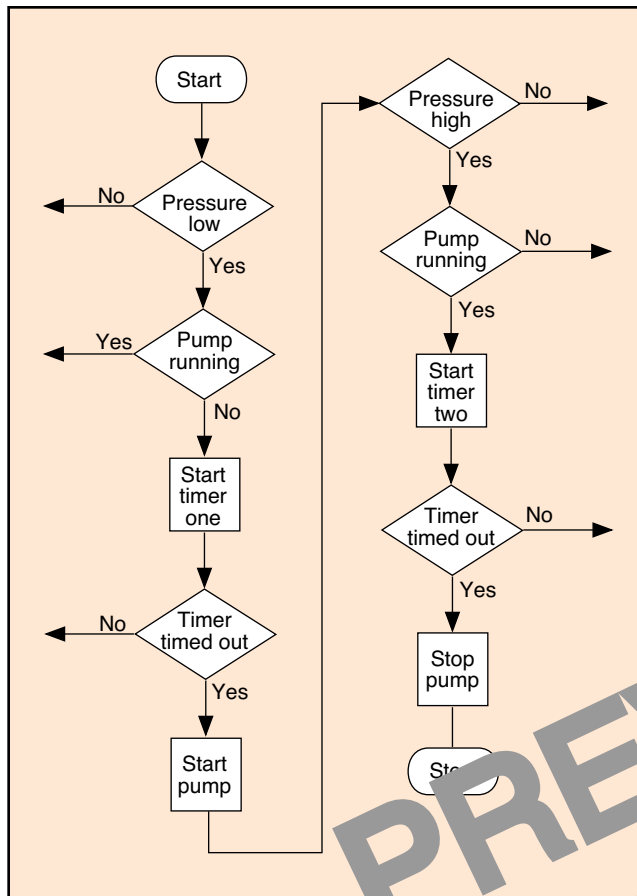 Start
Pressure
low
No
Yes
Pump
running
Yes
No
Start
timer
one
Timer
timed out
No
Yes
Start
pump
Pressure
high
No
Yes
Pump
running
No
Yes
Start
timer
two
Timer
timed out
No
Yes
Stop
pump